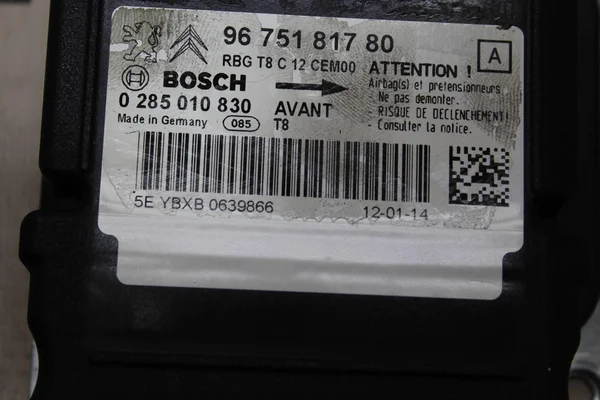 96 751 817 80
A
RBG T8 C 12 CEM00
ATTENTION !
BOSCH
Airbag(s) et pretensionneurs
Ne pas demonter.
0 285 010 830
AVANT
RISQUE DE DECLENCHEMENT!
Made in Germany
085
T8
- Consulter la notice.
5E YBXB 0639866
12-01-14